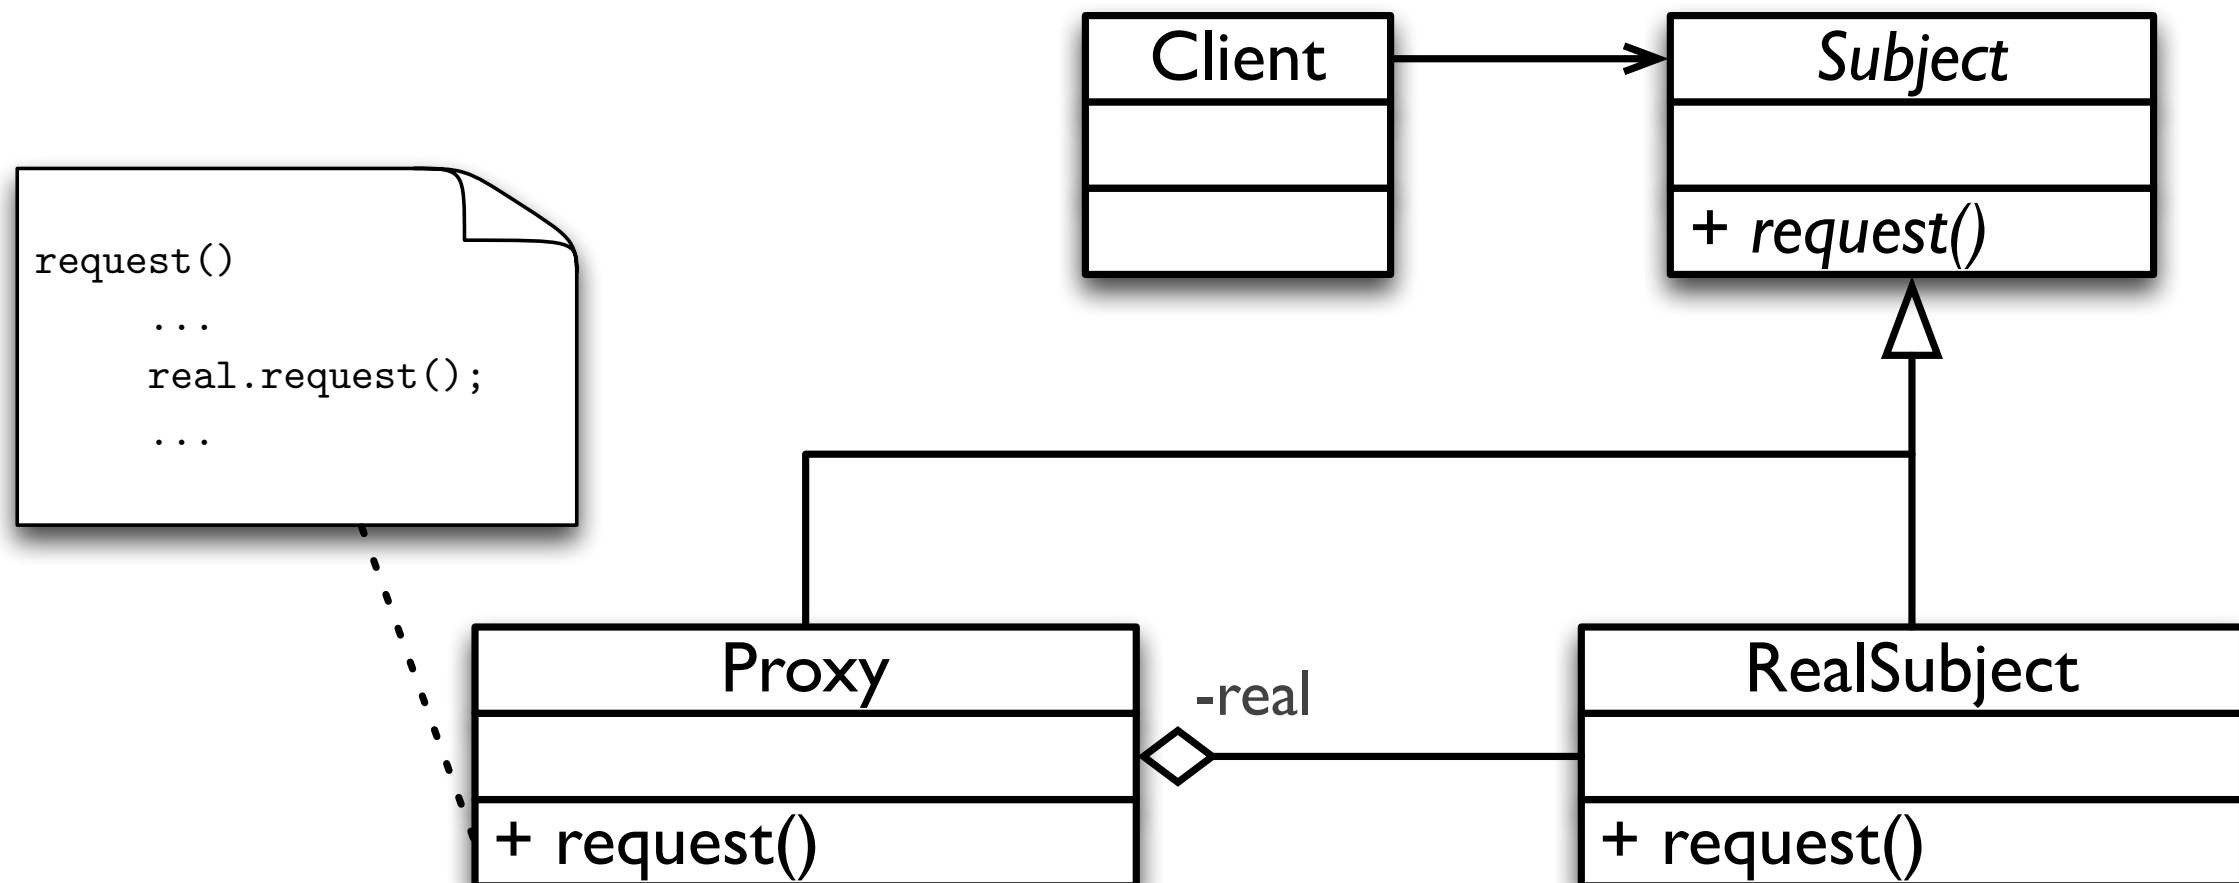 Client
Subject
+ request()
request()
...
real.request();
...
Proxy
-real
RealSubject
+ request()
+ request()